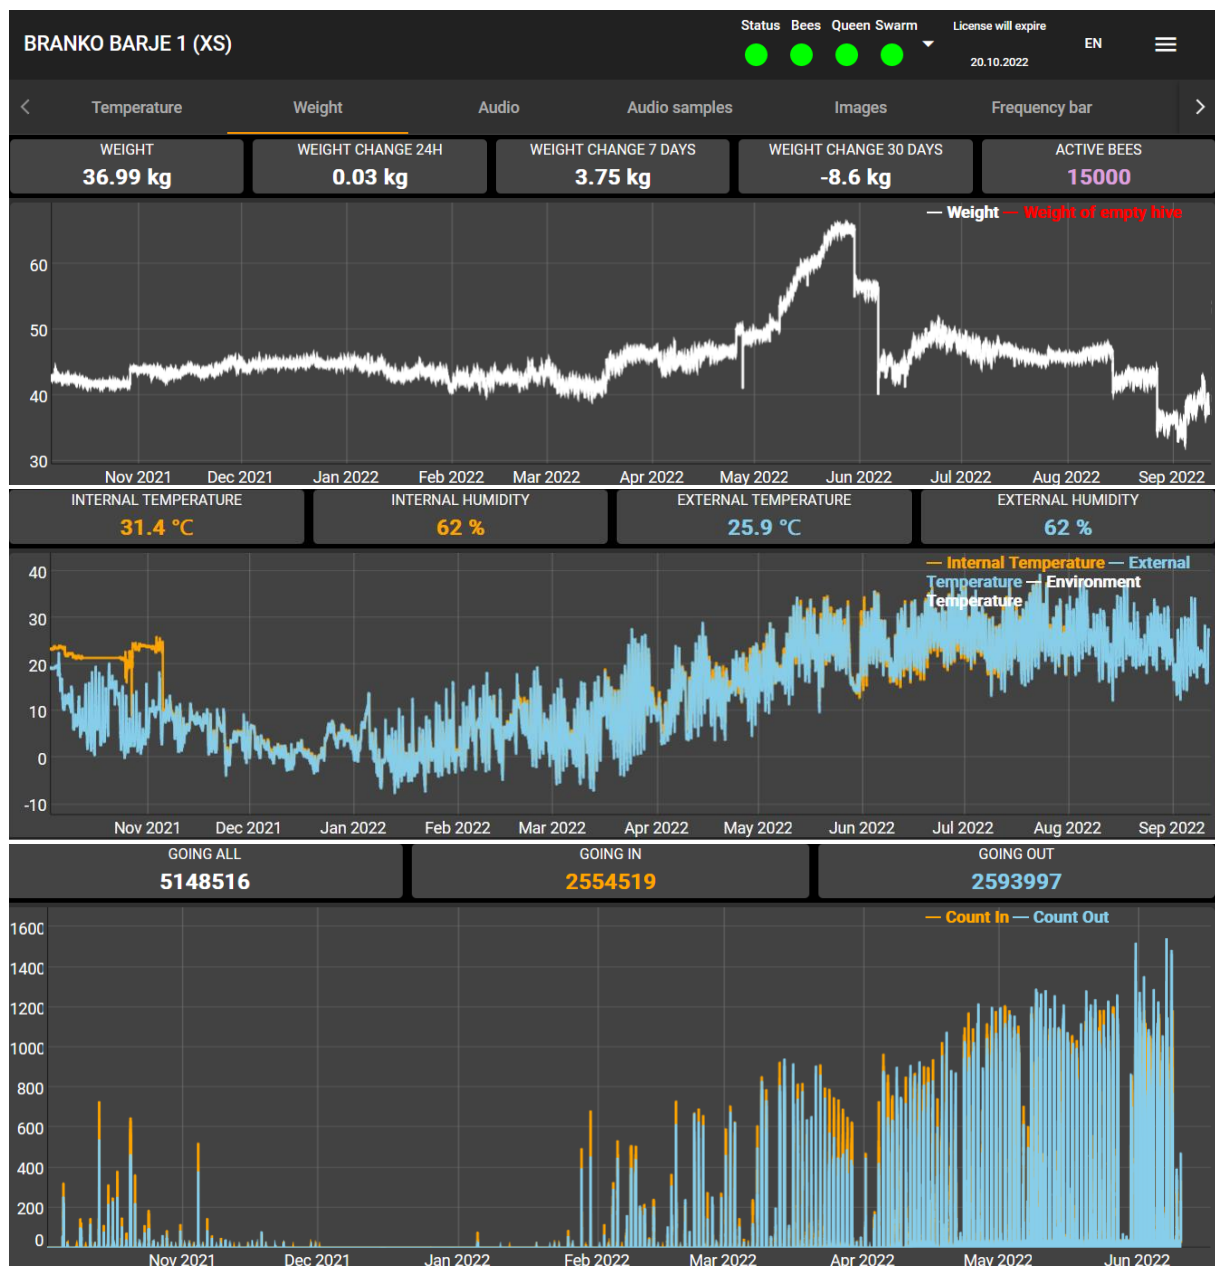 BRANKO BARJE 1 (XS)
Status Bees Queen Swarm
License will expire
20.10.2022
EN
Temperature Weight Audio Audio samples Images Frequency bar
WEIGHT WEIGHT CHANGE 24H WEIGHT CHANGE 7 DAYS WEIGHT CHANGE 30 DAYS ACTIVE BEES
36.99 kg 0.03 kg 3.75 kg -8.6 kg 15000
— Weight — Weight of empty hive
60
50
40
30
Nov 2021 Dec 2021 Jan 2022 Feb 2022 Mar 2022 Apr 2022 May 2022 Jun 2022 Jul 2022 Aug 2022 Sep 2022
INTERNAL TEMPERATURE INTERNAL HUMIDITY EXTERNAL TEMPERATURE EXTERNAL HUMIDITY
31.4 °C 62 % 25.9 °C 62 %
— Internal Temperature — External
Temperature — Environment
Temperature
40
30
20
10
0
-10
Nov 2021 Dec 2021 Jan 2022 Feb 2022 Mar 2022 Apr 2022 May 2022 Jun 2022 Jul 2022 Aug 2022 Sep 2022
GOING ALL GOING IN GOING OUT
5148516 2554519 2593997
— Count In — Count Out
1600
1400
1200
1000
800
600
400
200
0
Nov 2021 Dec 2021 Jan 2022 Feb 2022 Mar 2022 Apr 2022 May 2022 Jun 2022